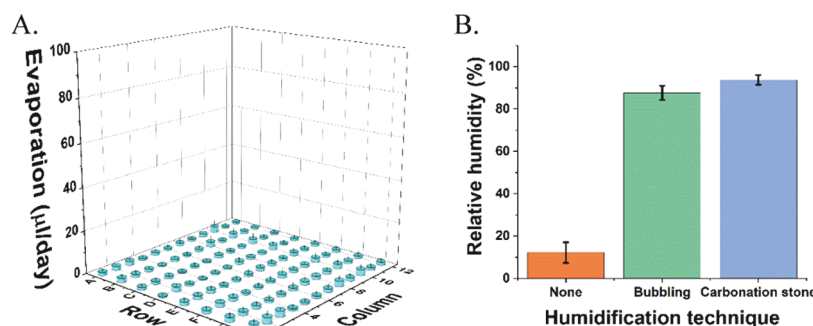 A.
Evaporation (µl/day)
100
80
60
40
20
0
A
B
C
D
E
F
Row
4
6
8
10
12
Column
B.
Relative humidity (%)
100
80
60
40
20
0
None Bubbling Carbonation stone
Humidification technique